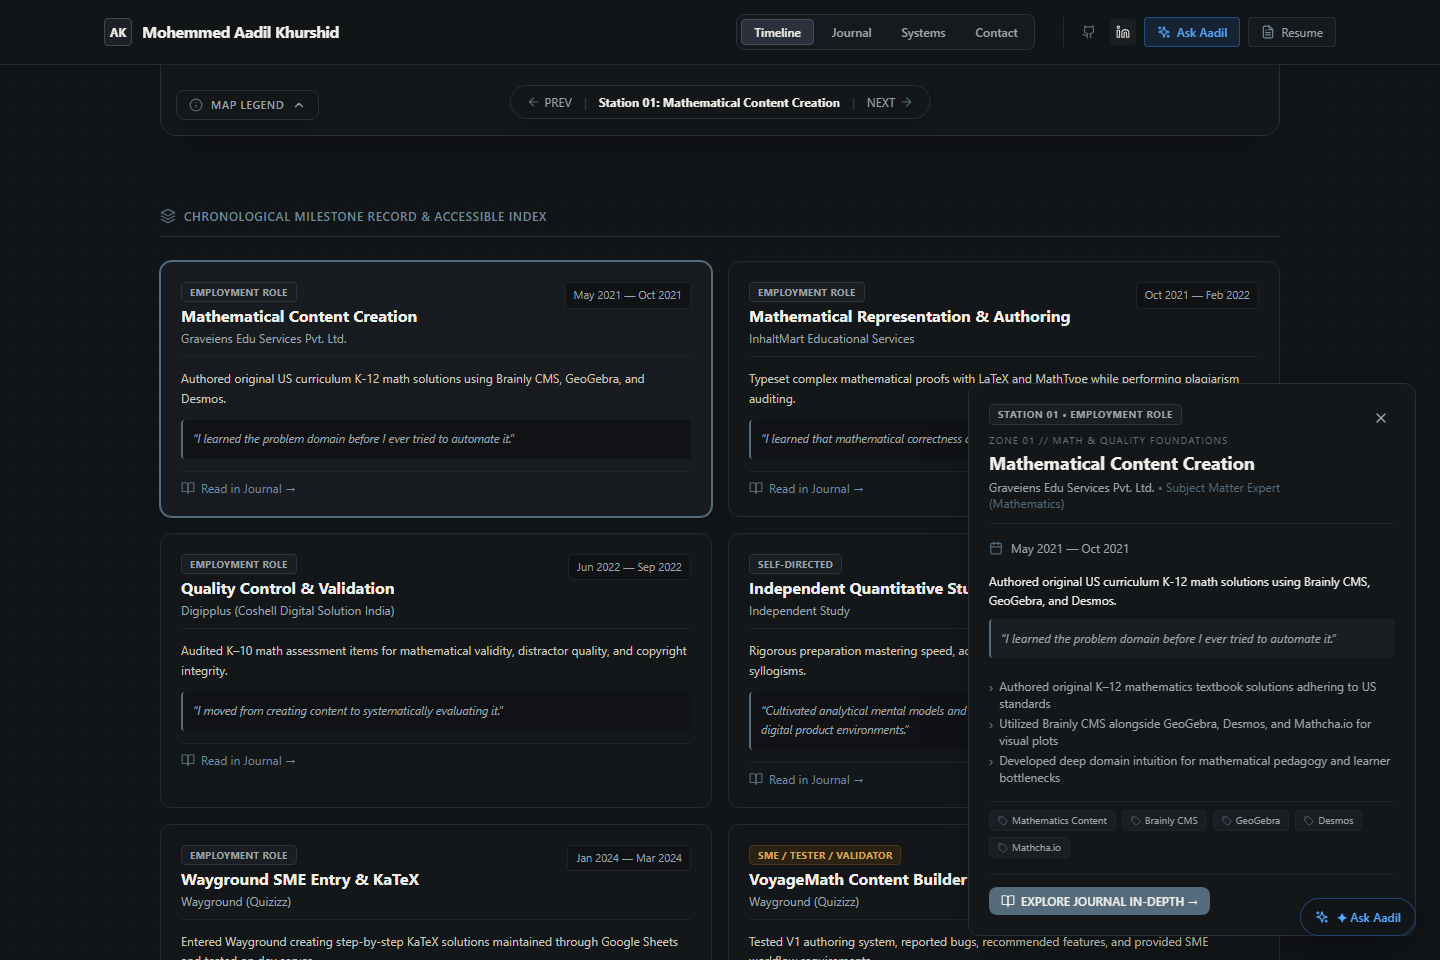 AK Mohemmed Aadil Khurshid
Timeline Journal Systems Contact
Ask Aadil
Resume
MAP LEGEND
← PREV | Station 01: Mathematical Content Creation | NEXT →
CHRONOLOGICAL MILESTONE RECORD & ACCESSIBLE INDEX
EMPLOYMENT ROLE
May 2021 — Oct 2021
Mathematical Content Creation
Graveiens Edu Services Pvt. Ltd.
Authored original US curriculum K-12 math solutions using Brainly CMS, GeoGebra, and
Desmos.
"I learned the problem domain before I ever tried to automate it."
Read in Journal →
EMPLOYMENT ROLE
Oct 2021 — Feb 2022
Mathematical Representation & Authoring
InhaltMart Educational Services
Typeset complex mathematical proofs with LaTeX and MathType while performing plagiarism
auditing.
"I learned that mathematical correctness
Read in Journal →
EMPLOYMENT ROLE
Jun 2022 — Sep 2022
Quality Control & Validation
Digipplus (Coshell Digital Solution India)
Audited K–10 math assessment items for mathematical validity, distractor quality, and copyright
integrity.
"I moved from creating content to systematically evaluating it."
Read in Journal →
SELF-DIRECTED
Independent Quantitative Stu
Independent Study
Rigorous preparation mastering speed,
syllogisms.
"Cultivated analytical mental models and
digital product environments."
Read in Journal →
EMPLOYMENT ROLE
Jan 2024 — Mar 2024
Wayground SME Entry & KaTeX
Wayground (Quizizz)
Entered Wayground creating step-by-step KaTeX solutions maintained through Google Sheets
and tested on dev server.
SME / TESTER / VALIDATOR
VoyageMath Content Builder
Wayground (Quizizz)
Tested V1 authoring system, reported bugs, recommended features, and provided SME
workflow requirements.
STATION 01 • EMPLOYMENT ROLE
ZONE 01 // MATH & QUALITY FOUNDATIONS
Mathematical Content Creation
Graveiens Edu Services Pvt. Ltd. • Subject Matter Expert
(Mathematics)
May 2021 — Oct 2021
Authored original US curriculum K-12 math solutions using Brainly CMS,
GeoGebra, and Desmos.
"I learned the problem domain before I ever tried to automate it."
› Authored original K–12 mathematics textbook solutions adhering to US
standards
› Utilized Brainly CMS alongside GeoGebra, Desmos, and Mathcha.io for
visual plots
› Developed deep domain intuition for mathematical pedagogy and learner
bottlenecks
Mathematics Content
Brainly CMS
GeoGebra
Desmos
Mathcha.io
EXPLORE JOURNAL IN-DEPTH →
✦ Ask Aadil